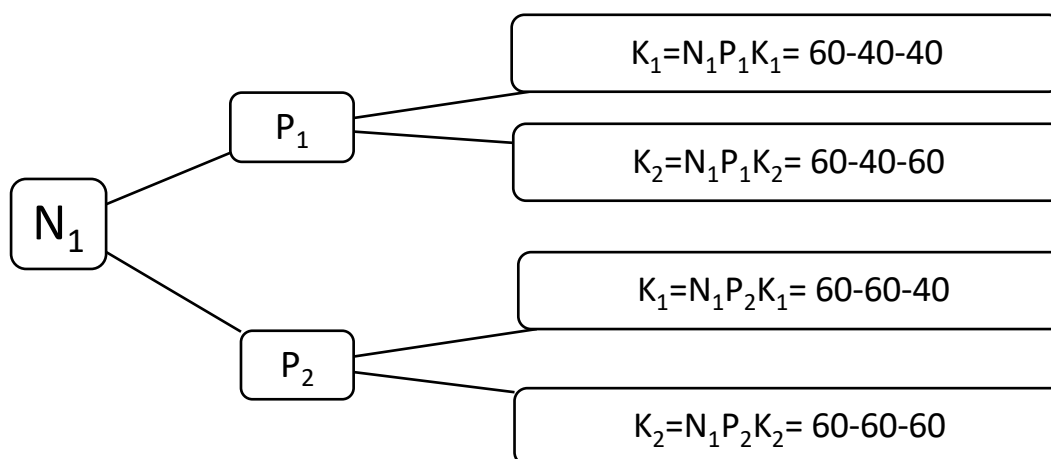 K₁=N₁P₁K₁= 60-40-40
P₁
K₂=N₁P₁K₂= 60-40-60
N₁
K₁=N₁P₂K₁= 60-60-40
P₂
K₂=N₁P₂K₂= 60-60-60